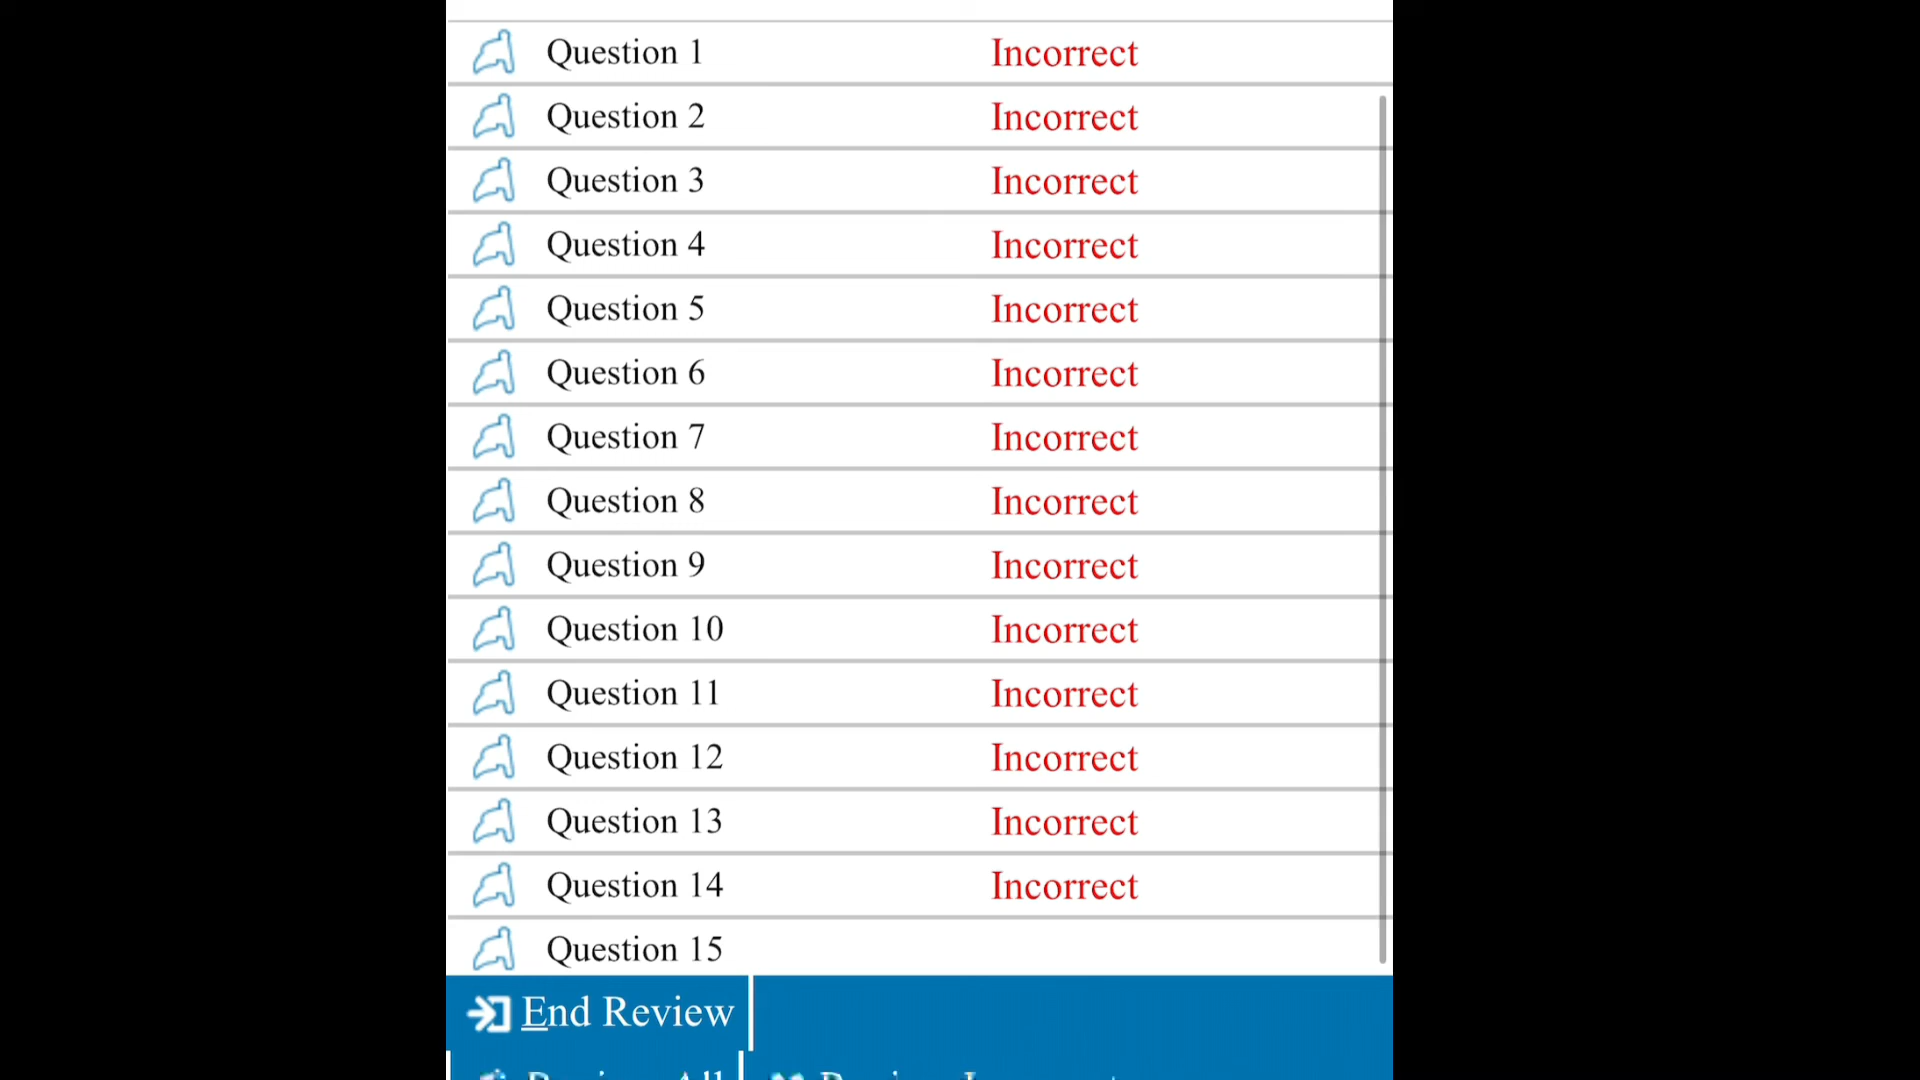 Question 1 Incorrect
Question 2 Incorrect
Question 3 Incorrect
Question 4 Incorrect
Question 5 Incorrect
Question 6 Incorrect
Question 7 Incorrect
Question 8 Incorrect
Question 9 Incorrect
Question 10 Incorrect
Question 11 Incorrect
Question 12 Incorrect
Question 13 Incorrect
Question 14 Incorrect
Question 15
End Review